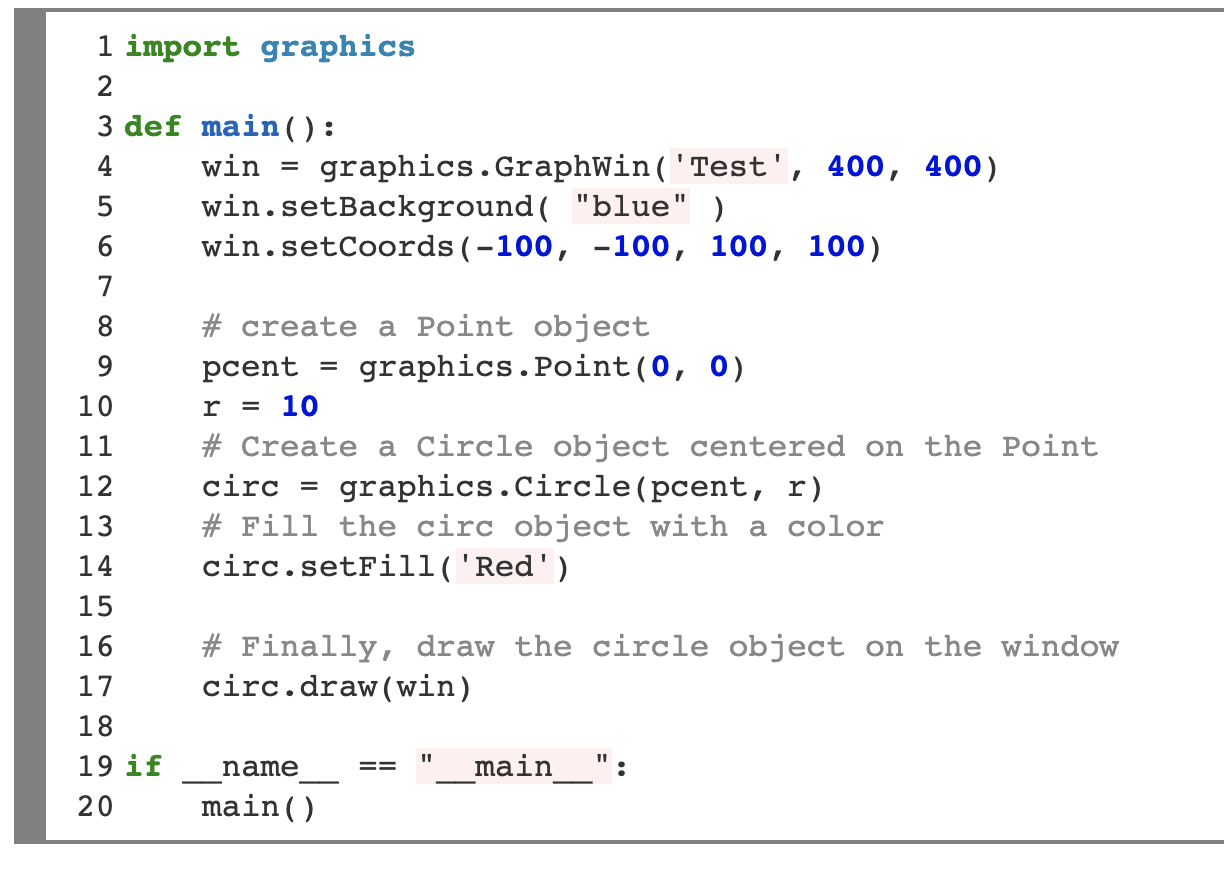 1 import graphics
2
3 def main():
4     win = graphics.GraphWin('Test', 400, 400)
5     win.setBackground( "blue" )
6     win.setCoords(-100, -100, 100, 100)
7
8     # create a Point object
9     pcent = graphics.Point(0, 0)
10     r = 10
11     # Create a Circle object centered on the Point
12     circ = graphics.Circle(pcent, r)
13     # Fill the circ object with a color
14     circ.setFill('Red')
15
16     # Finally, draw the circle object on the window
17     circ.draw(win)
18
19 if __name__ == "__main__":
20     main()